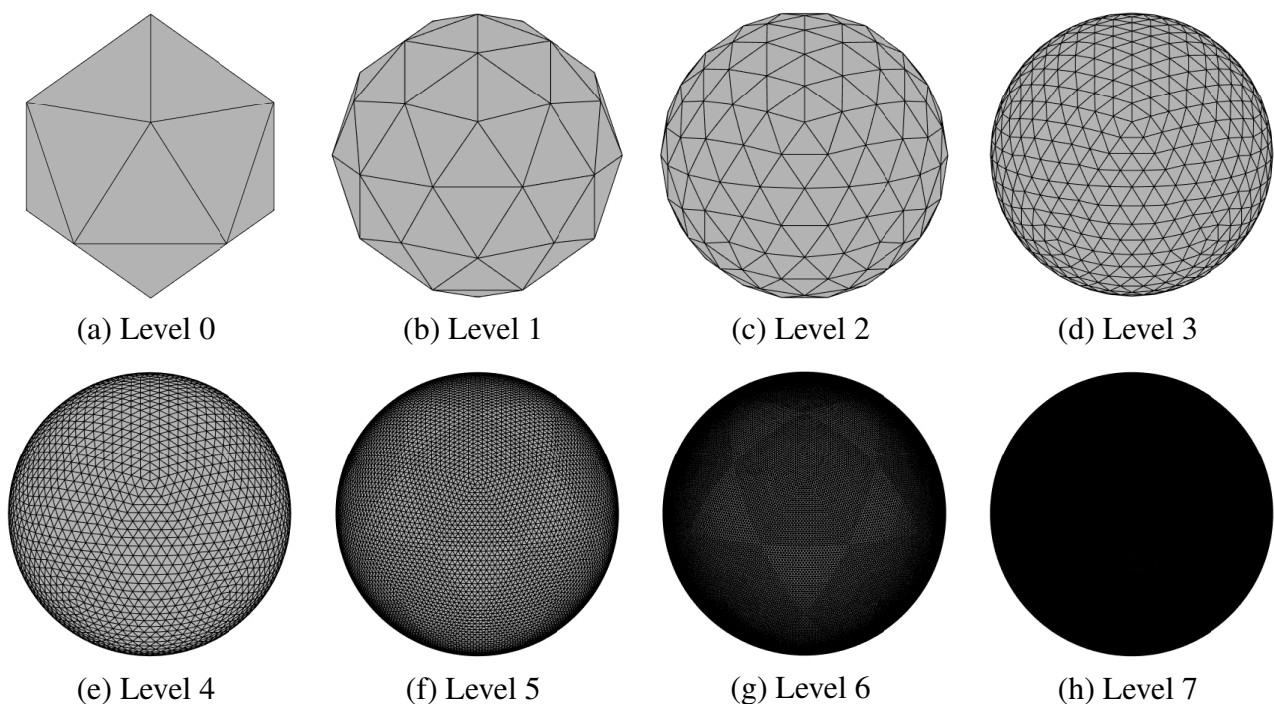 (a) Level 0
(b) Level 1
(c) Level 2
(d) Level 3
(e) Level 4
(f) Level 5
(g) Level 6
(h) Level 7